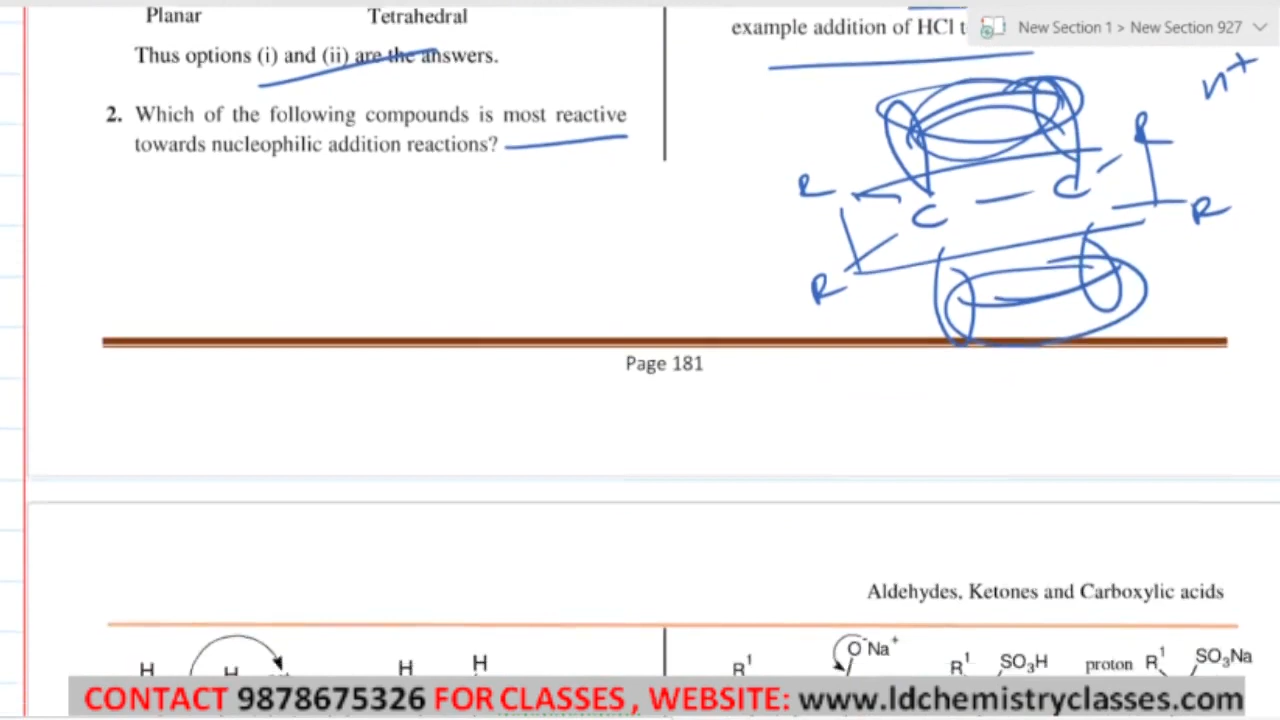 Planar Tetrahedral
Thus options (i) and (ii) are the answers.
2. Which of the following compounds is most reactive
towards nucleophilic addition reactions?
example addition of HCl t
New Section 1 > New Section 927
n+
R
R
C — C
R
R
Page 181
Aldehydes, Ketones and Carboxylic acids
H H H H
R¹ O⁻Na⁺ R¹ SO₃H proton R¹ SO₃Na
CONTACT 9878675326 FOR CLASSES , WEBSITE: www.ldchemistryclasses.com